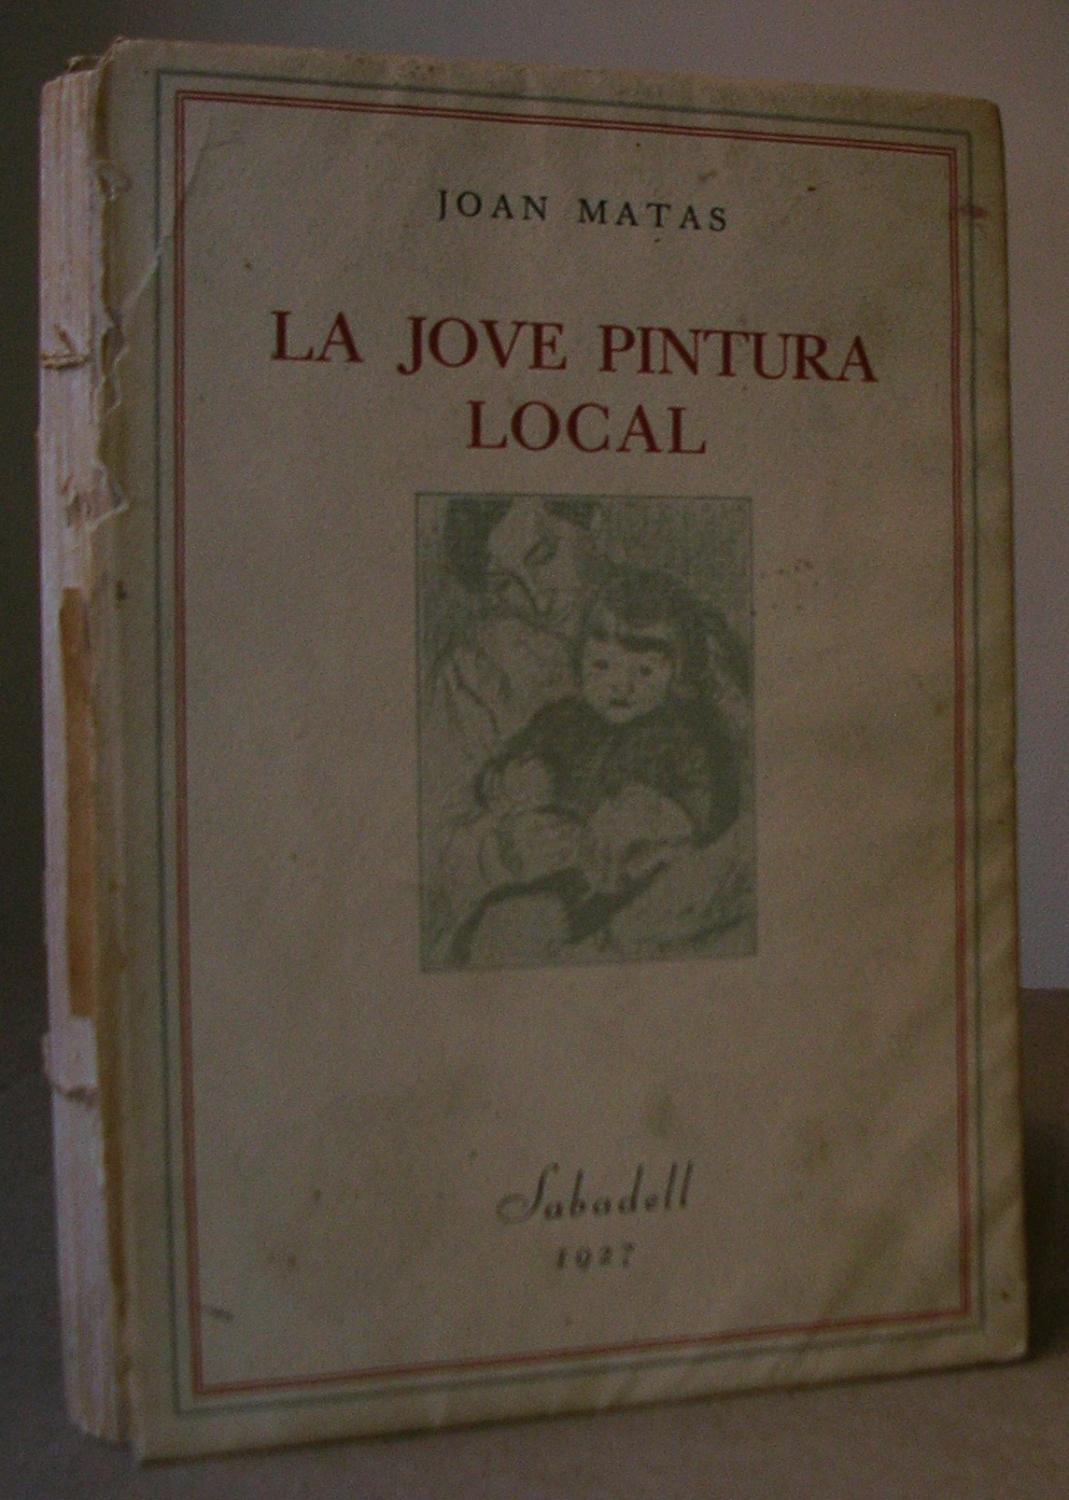 JOAN MATAS
LA JOVE PINTURA
LOCAL
Sabadell
1927